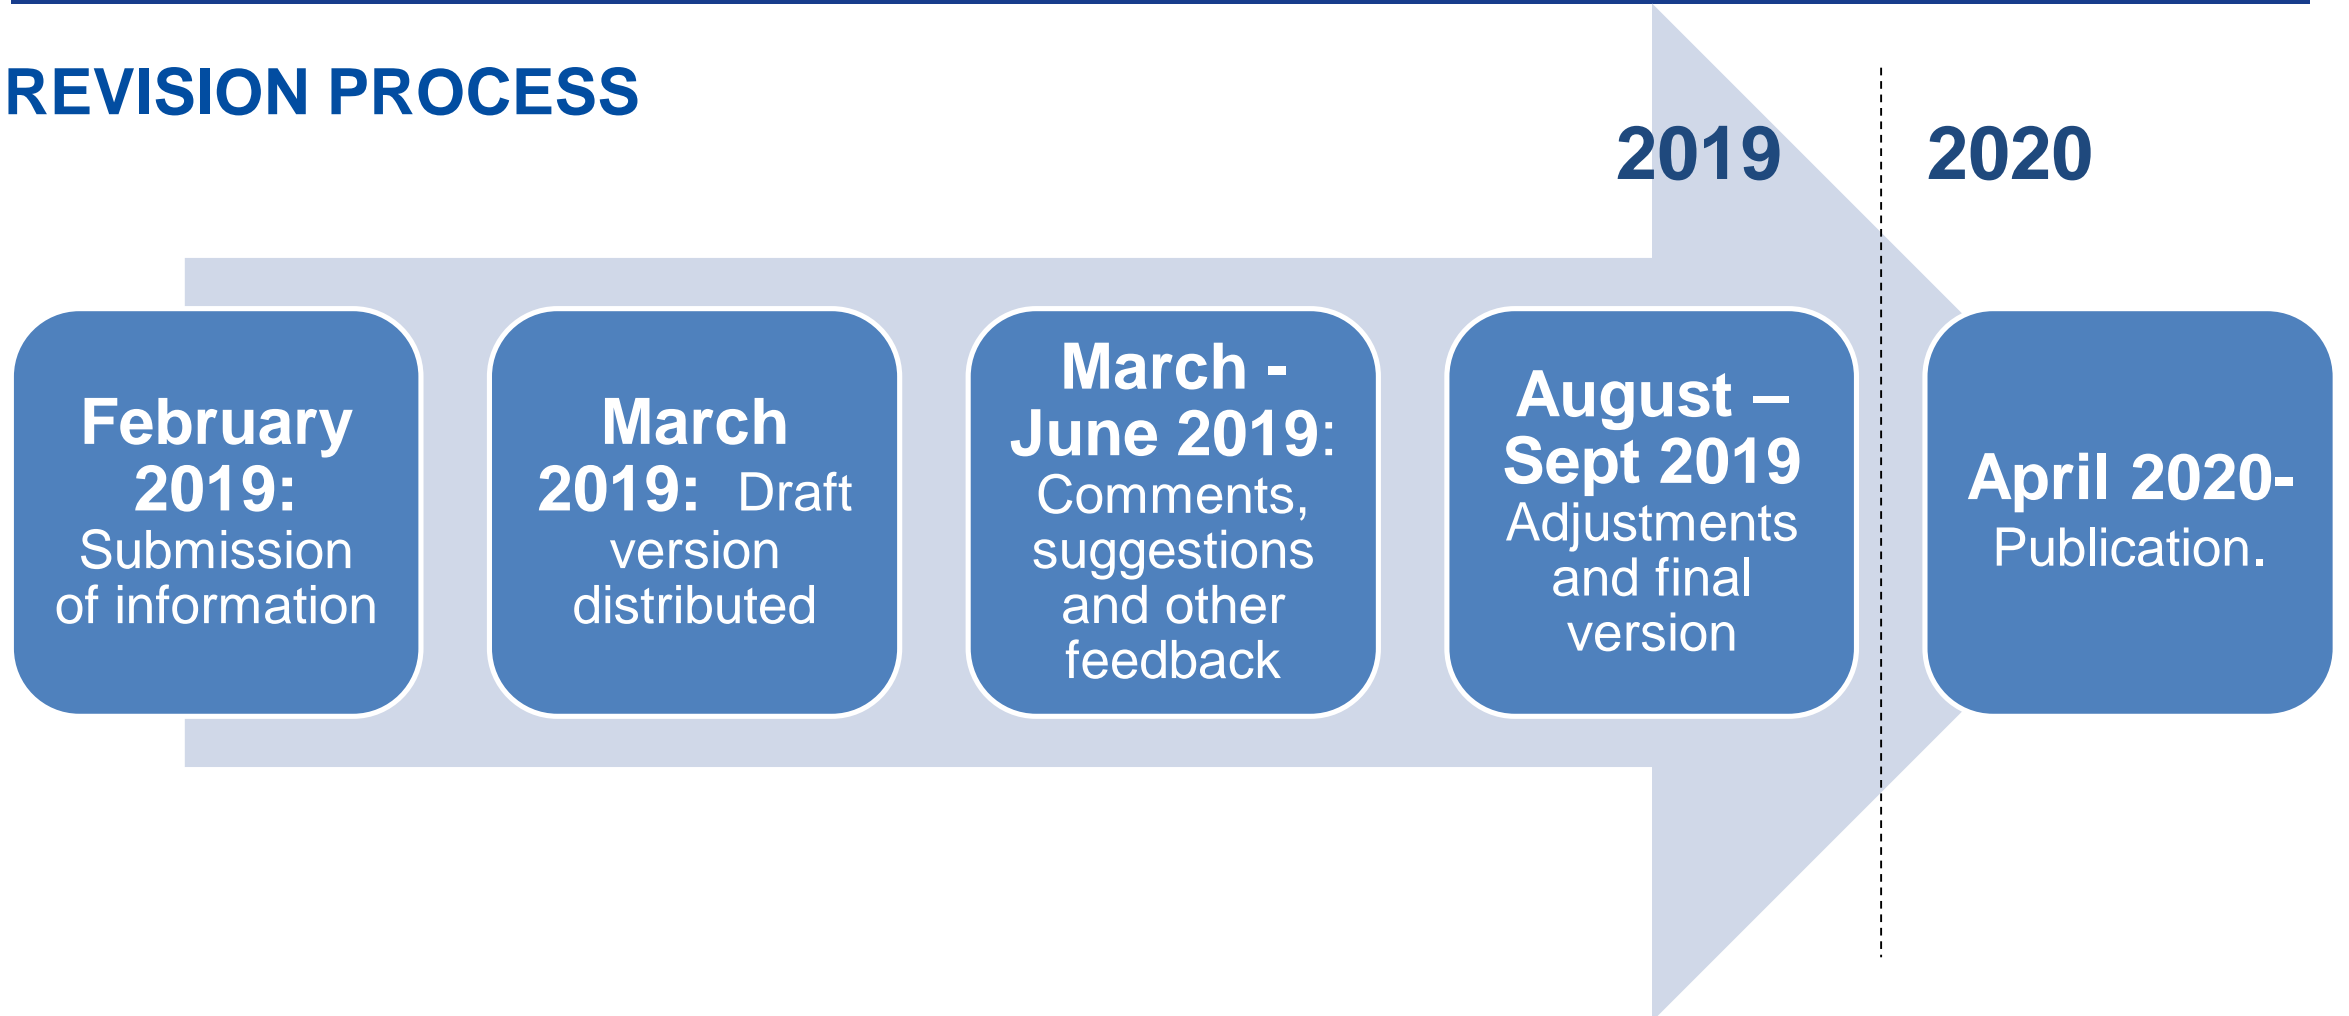 REVISION PROCESS
2019
2020
February
2019:
Submission
of information
March
2019: Draft
version
distributed
March -
June 2019:
Comments,
suggestions
and other
feedback
August –
Sept 2019
Adjustments
and final
version
April 2020-
Publication.